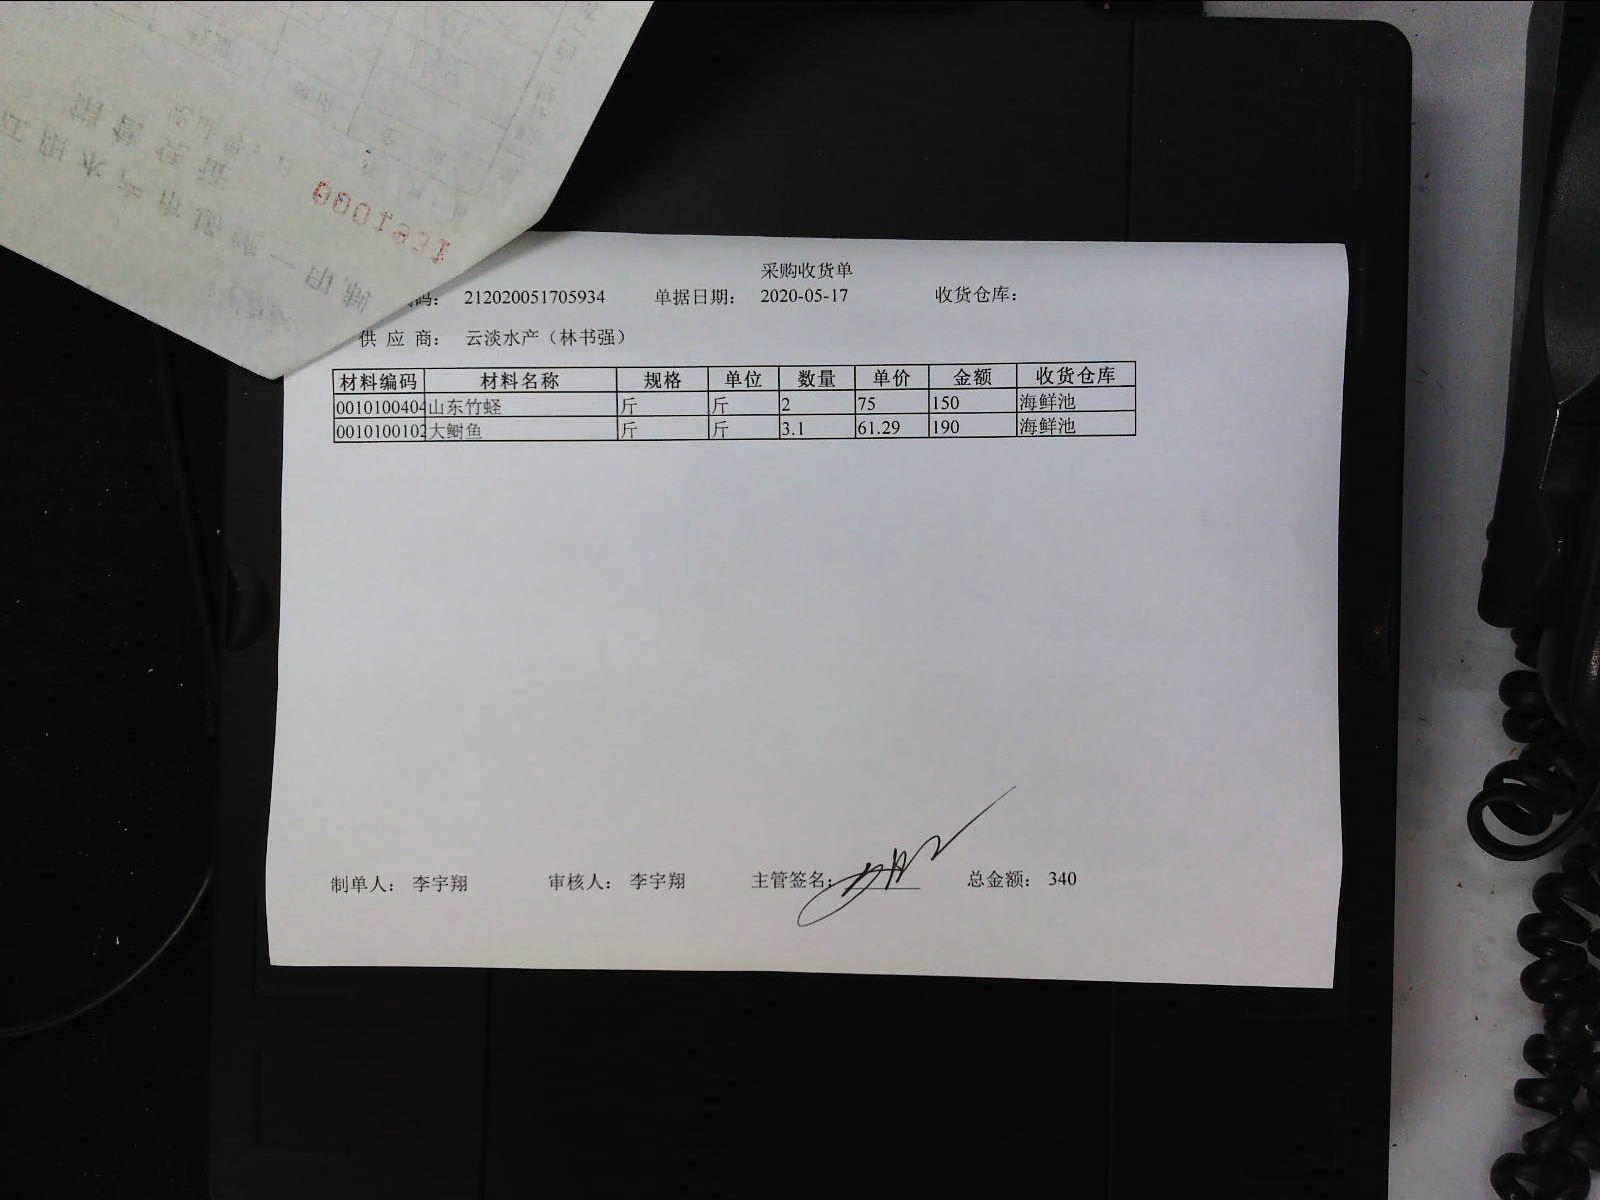 采购收货单
码： 212020051705934 单据日期： 2020-05-17 收货仓库：
供 应 商： 云淡水产（林书强）
材料编码 材料名称 规格 单位 数量 单价 金额 收货仓库
0010100404 山东竹蛏 斤 斤 2 75 150 海鲜池
0010100102 大鲥鱼 斤 斤 3.1 61.29 190 海鲜池
制单人： 李宇翔 审核人： 李宇翔 主管签名： 总金额： 340
0001931